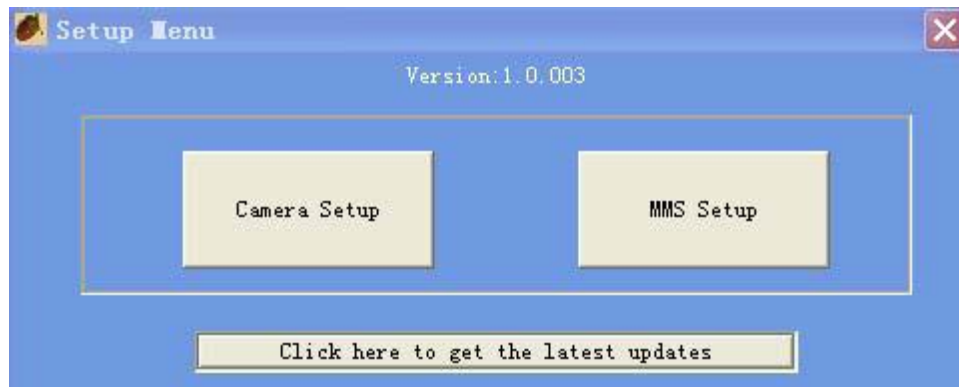 Setup Menu
Version:1.0.003
Camera Setup
MMS Setup
Click here to get the latest updates